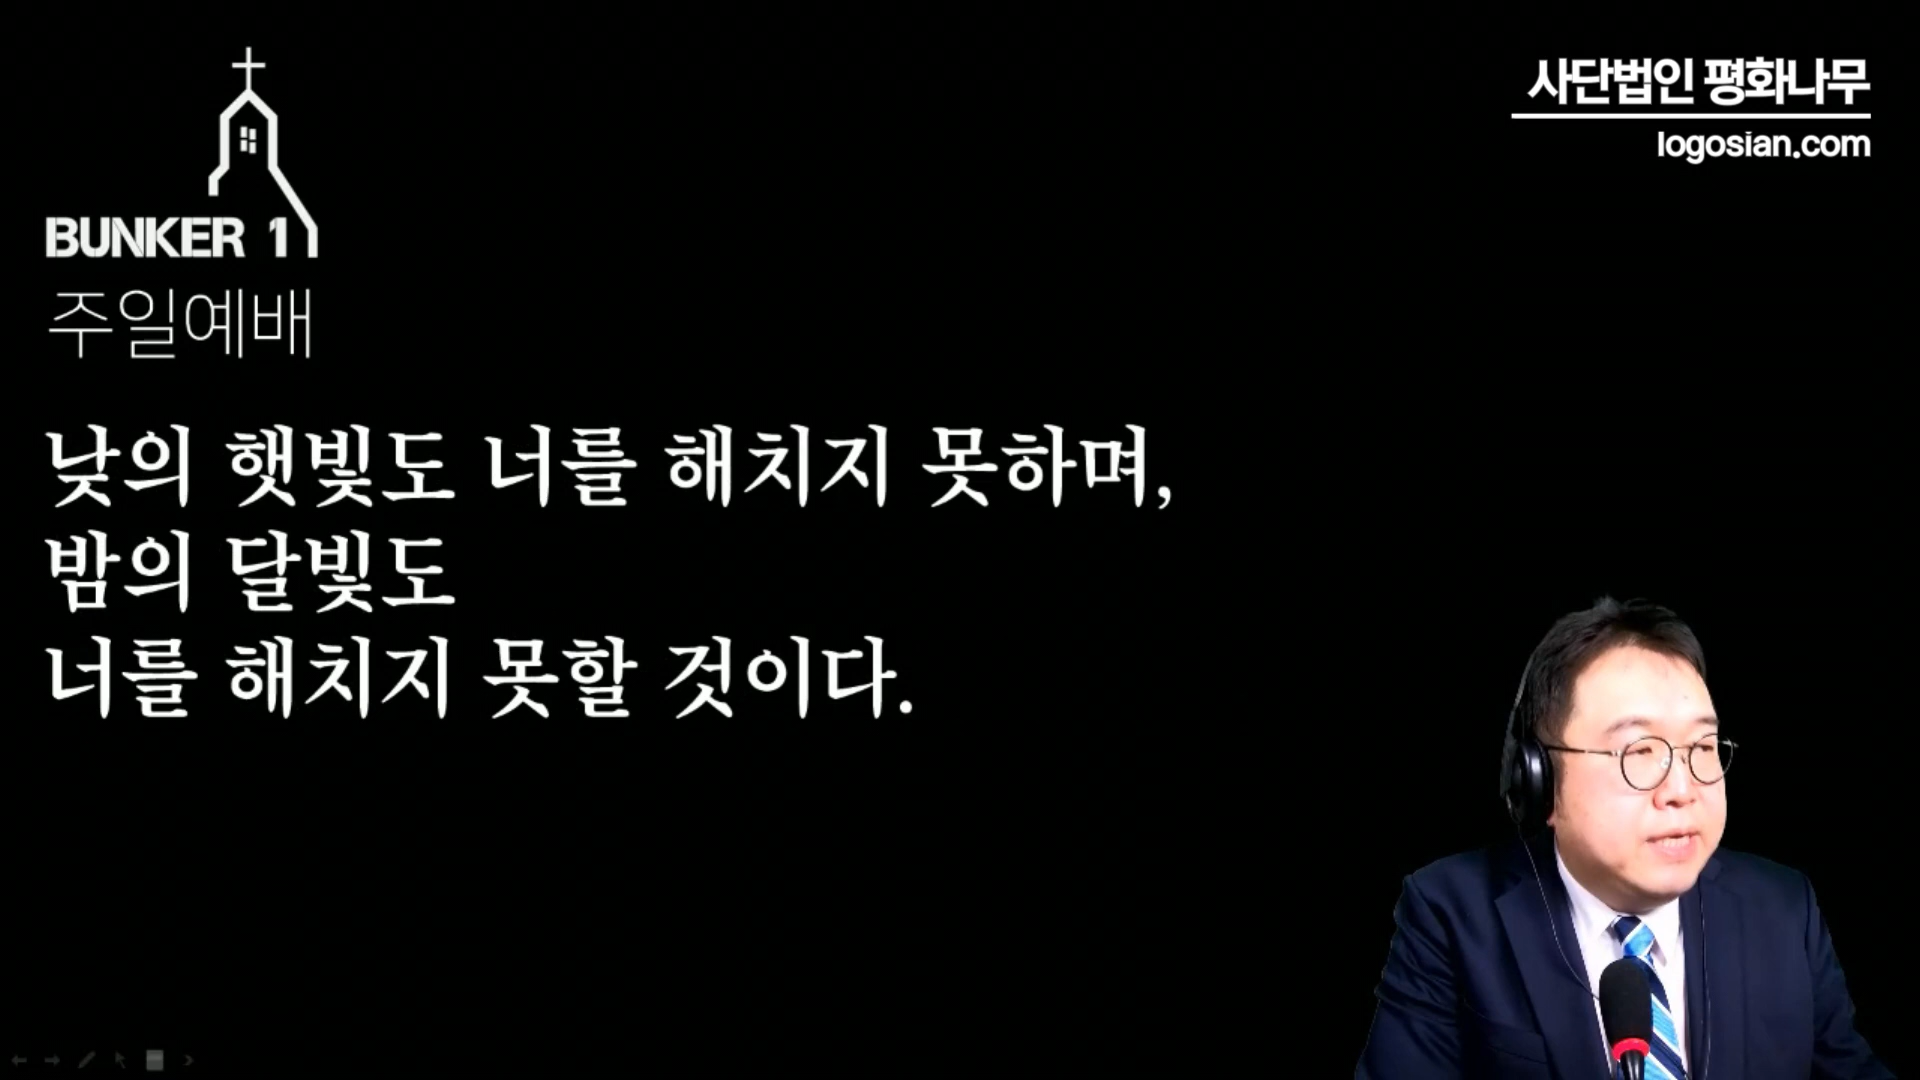 BUNKER 1
주일예배
사단법인 평화나무
logosian.com
낮의 햇빛도 너를 해치지 못하며,
밤의 달빛도
너를 해치지 못할 것이다.